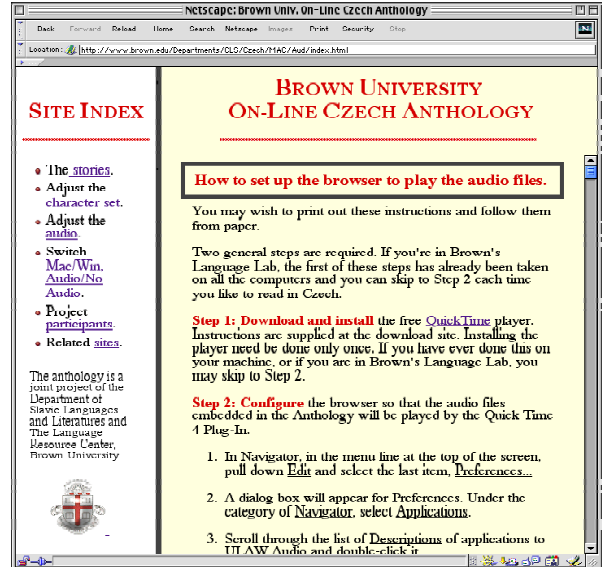 Netscape: Brown Univ. On-Line Czech Anthology
Back Forward Reload Home Search Netscape Images Print Security Stop
Location: http://www.brown.edu/Departments/CLS/Czech/MAC/Aud/index.html
SITE INDEX
The stories.
Adjust the
character set.
Adjust the
audio.
Switch
Mac/Win,
Audio/No
Audio.
Project
participants.
Related sites.
The anthology is a
joint project of the
Department of
Slavic Languages
and Literatures and
The Language
Resource Center,
Brown University
BROWN UNIVERSITY
ON-LINE CZECH ANTHOLOGY
How to set up the browser to play the audio files.
You may wish to print out these instructions and follow them
from paper.
Two general steps are required. If you're in Brown's
Language Lab, the first of these steps has already been taken
on all the computers and you can skip to Step 2 each time
you like to read in Czech.
Step 1: Download and install the free QuickTime player.
Instructions are supplied at the download site. Installing the
player need be done only once. If you have ever done this on
your machine, or if you are in Brown's Language Lab, you
may skip to Step 2.
Step 2: Configure the browser so that the audio files
embedded in the Anthology will be played by the Quick Time
4 Plug-In.
1. In Navigator, in the menu line at the top of the screen,
pull down Edit and select the last item, Preferences...
2. A dialog box will appear for Preferences. Under the
category of Navigator, select Applications.
3. Scroll through the list of Descriptions of applications to
ULAW Audio and double-click it